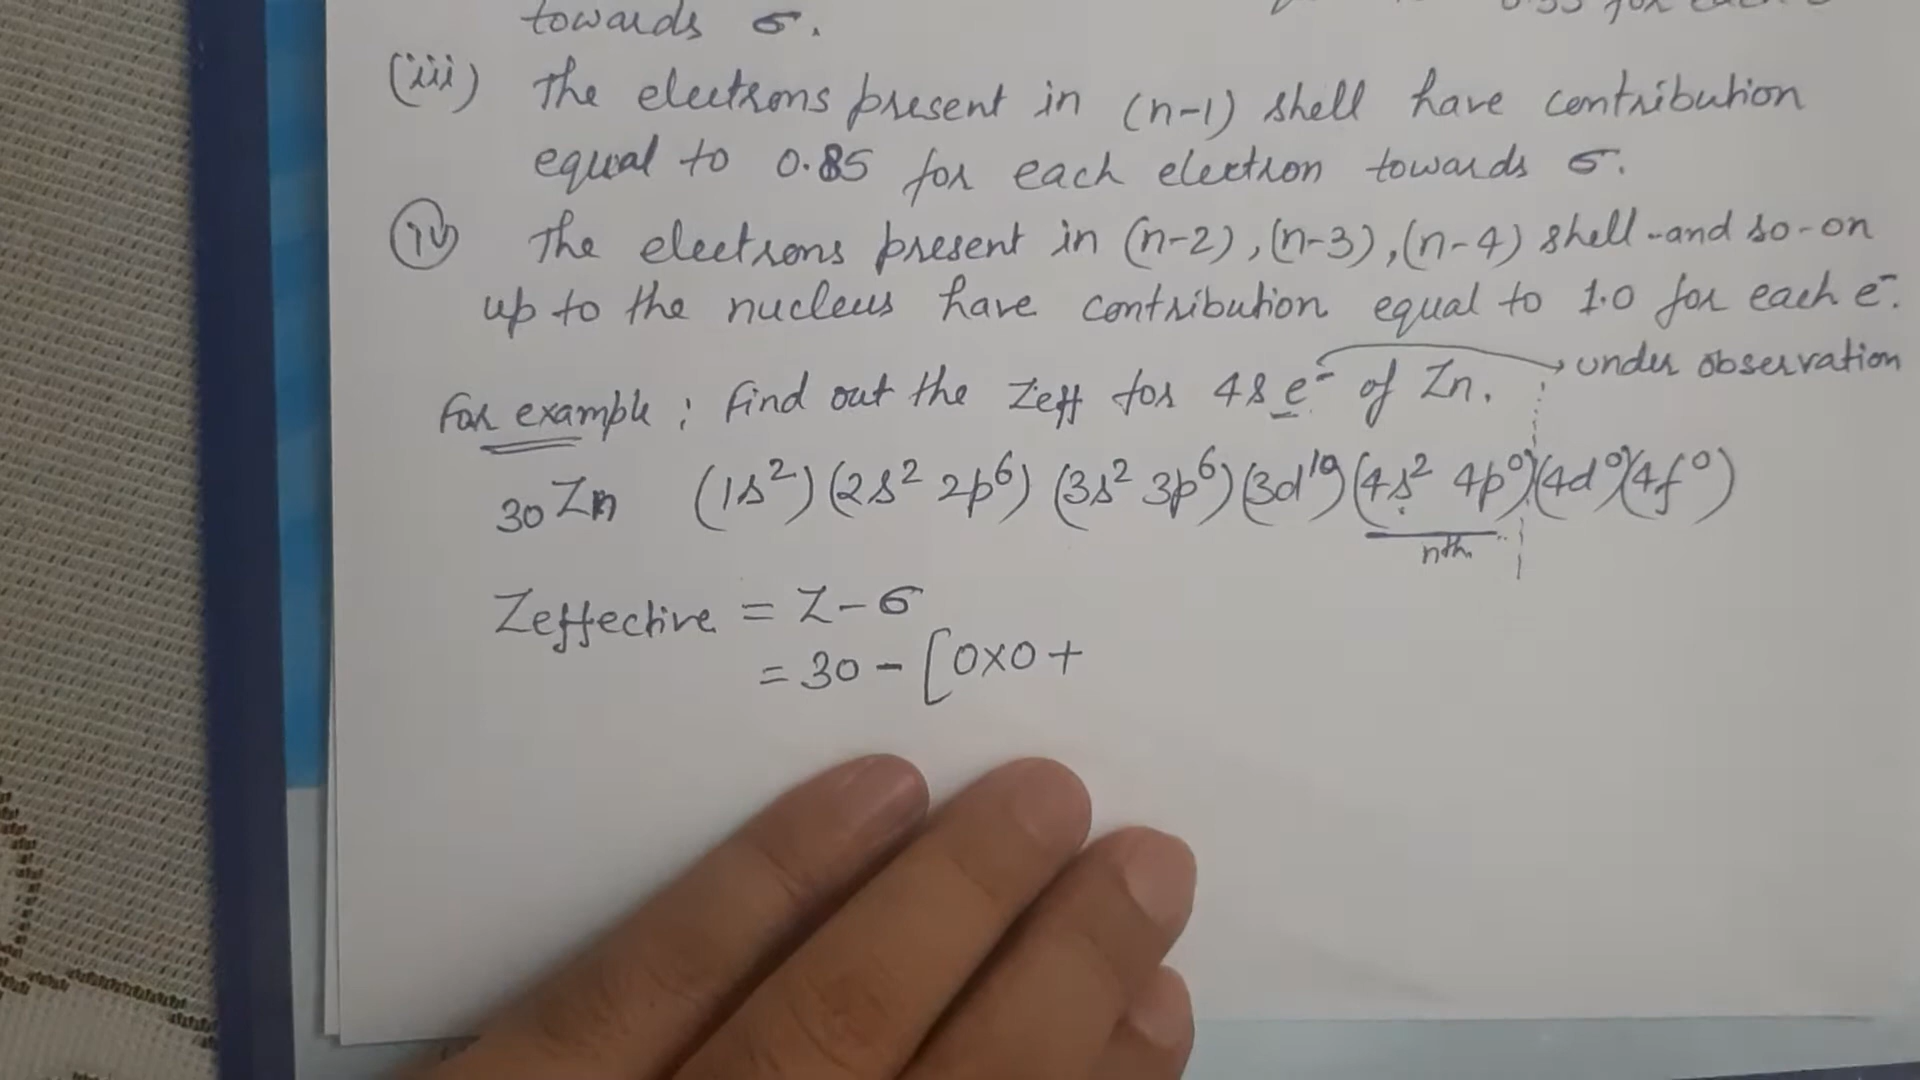 towards σ.
(iii) The electrons present in (n-1) shell have contribution
equal to 0.85 for each electron towards σ.
(iv) The electrons present in (n-2), (n-3), (n-4) shell and so-on
up to the nucleus have contribution equal to 1.0 for each e⁻.
under observation
For example : Find out the Zeff for 4s e⁻ of Zn.
₃₀Zn (1s²) (2s² 2p⁶) (3s² 3p⁶) (3d¹⁰) (4s² 4p⁰) (4d⁰) (4f⁰)
nth
Zeffective = Z - σ
= 30 - [0×0 +